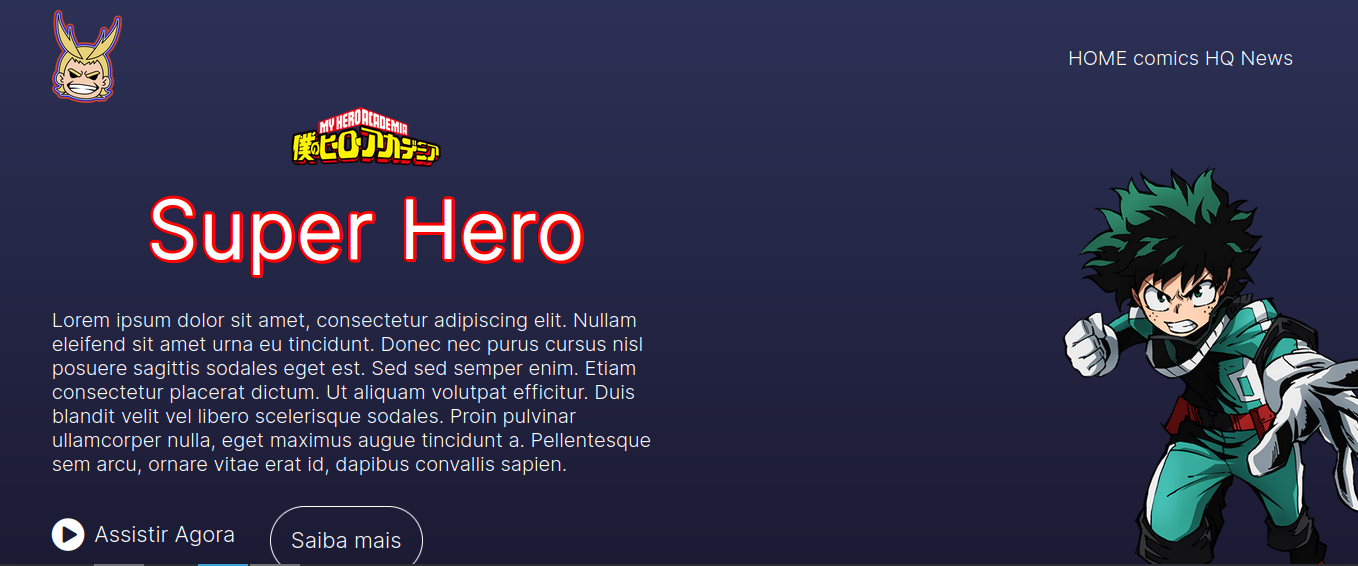 HOME comics HQ News
MY HERO ACADEMIA
僕のヒーローアカデミア
Super Hero
Lorem ipsum dolor sit amet, consectetur adipiscing elit. Nullam
eleifend sit amet urna eu tincidunt. Donec nec purus cursus nisl
posuere sagittis sodales eget est. Sed sed semper enim. Etiam
consectetur placerat dictum. Ut aliquam volutpat efficitur. Duis
blandit velit vel libero scelerisque sodales. Proin pulvinar
ullamcorper nulla, eget maximus augue tincidunt a. Pellentesque
sem arcu, ornare vitae erat id, dapibus convallis sapien.
Assistir Agora
Saiba mais